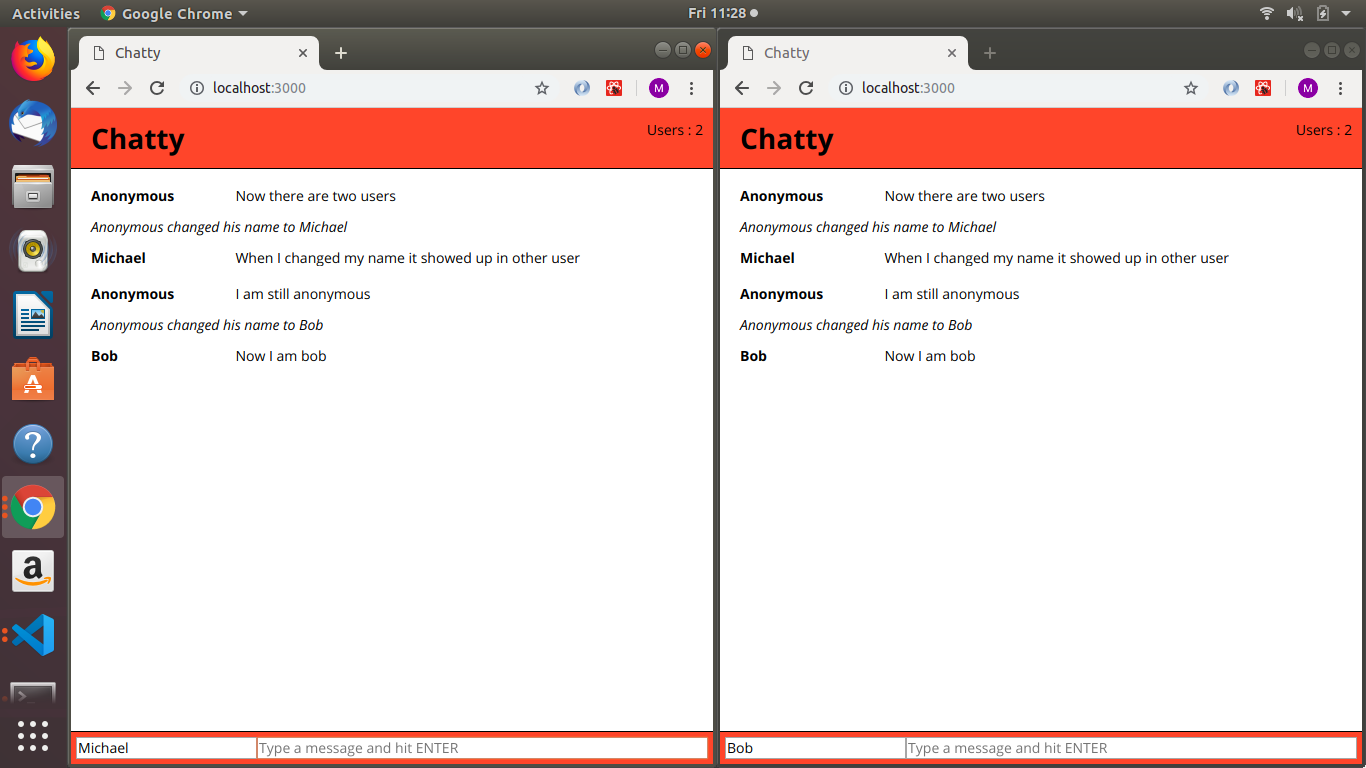 Activities Google Chrome Fri 11:28
Chatty
localhost:3000
M
Chatty
Users : 2
Anonymous Now there are two users
Anonymous changed his name to Michael
Michael When I changed my name it showed up in other user
Anonymous I am still anonymous
Anonymous changed his name to Bob
Bob Now I am bob
Michael Type a message and hit ENTER
Chatty
localhost:3000
M
Chatty
Users : 2
Anonymous Now there are two users
Anonymous changed his name to Michael
Michael When I changed my name it showed up in other user
Anonymous I am still anonymous
Anonymous changed his name to Bob
Bob Now I am bob
Bob Type a message and hit ENTER